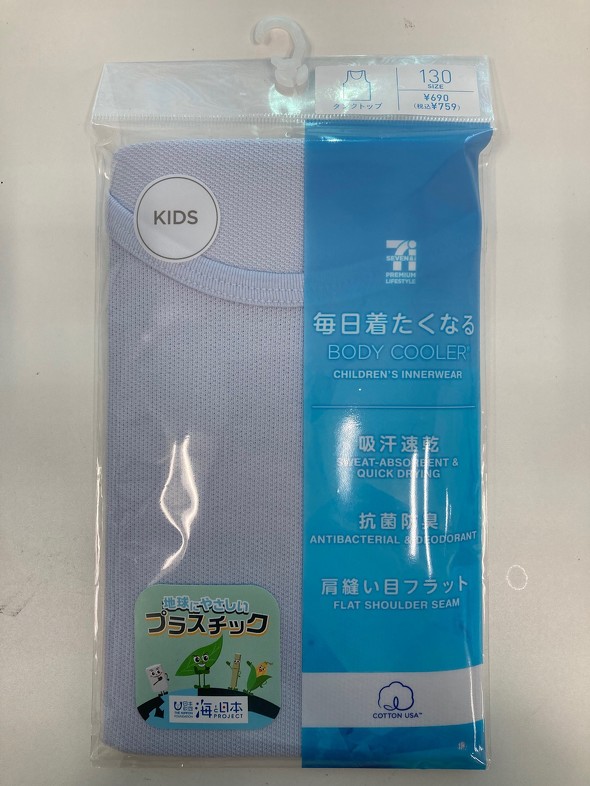 タンクトップ
130
SIZE
¥690
(税込¥759)
KIDS
SEVEN&i
PREMIUM
LIFESTYLE
毎日着たくなる
BODY COOLER®
CHILDREN'S INNERWEAR
吸汗速乾
SWEAT-ABSORBENT &
QUICK DRYING
抗菌防臭
ANTIBACTERIAL & DEODORANT
肩縫い目フラット
FLAT SHOULDER SEAM
地球にやさしい
プラスチック
海と日本
PROJECT
COTTON USA™